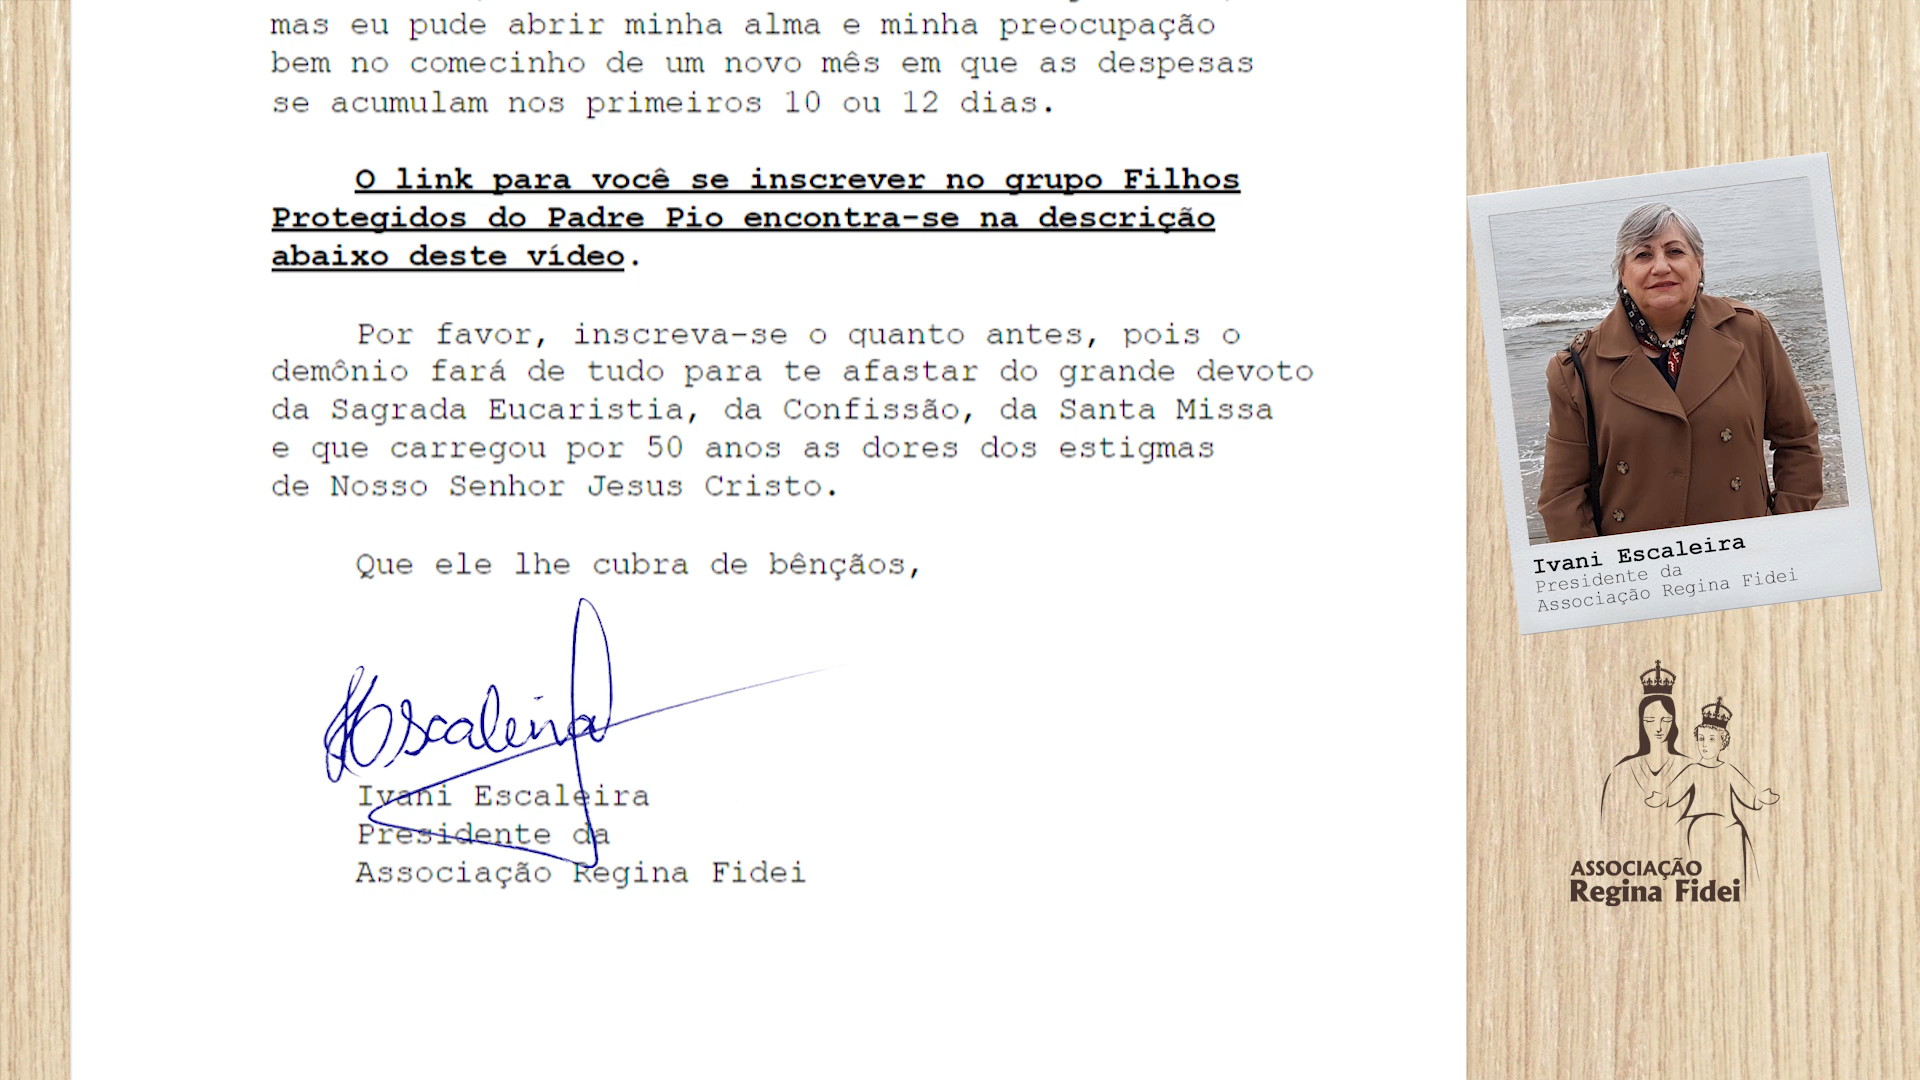 mas eu pude abrir minha alma e minha preocupação
bem no comecinho de um novo mês em que as despesas
se acumulam nos primeiros 10 ou 12 dias.
O link para você se inscrever no grupo Filhos
Protegidos do Padre Pio encontra-se na descrição
abaixo deste vídeo.
Por favor, inscreva-se o quanto antes, pois o
demônio fará de tudo para te afastar do grande devoto
da Sagrada Eucaristia, da Confissão, da Santa Missa
e que carregou por 50 anos as dores dos estigmas
de Nosso Senhor Jesus Cristo.
Que ele lhe cubra de bênçãos,
Escaleira
Ivani Escaleira
Presidente da
Associação Regina Fidei
Ivani Escaleira
Presidente da
Associação Regina Fidei
ASSOCIAÇÃO
Regina Fidei